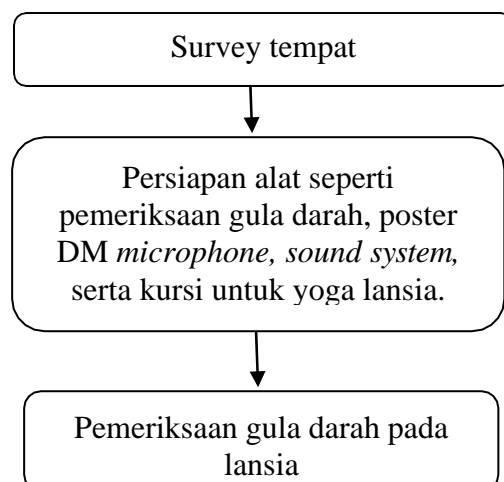 Survey tempat
Persiapan alat seperti
pemeriksaan gula darah, poster
DM microphone, sound system,
serta kursi untuk yoga lansia.
Pemeriksaan gula darah pada
lansia